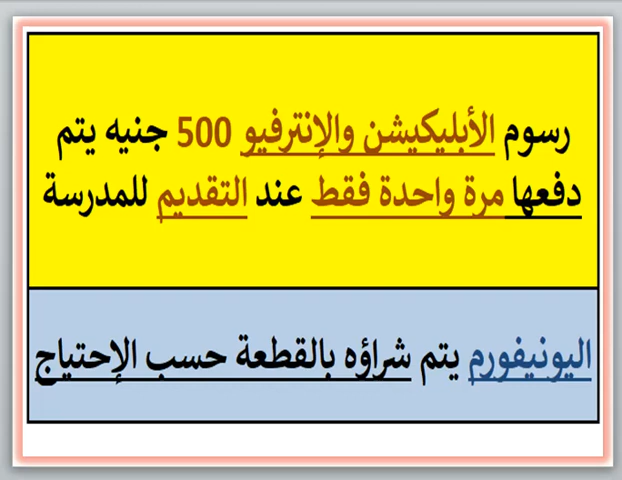 رسوم الأبليكيشن والإنترفيو 500 جنيه يتم
دفعها مرة واحدة فقط عند التقديم للمدرسة
اليونيفورم يتم شراؤه بالقطعة حسب الإحتياج